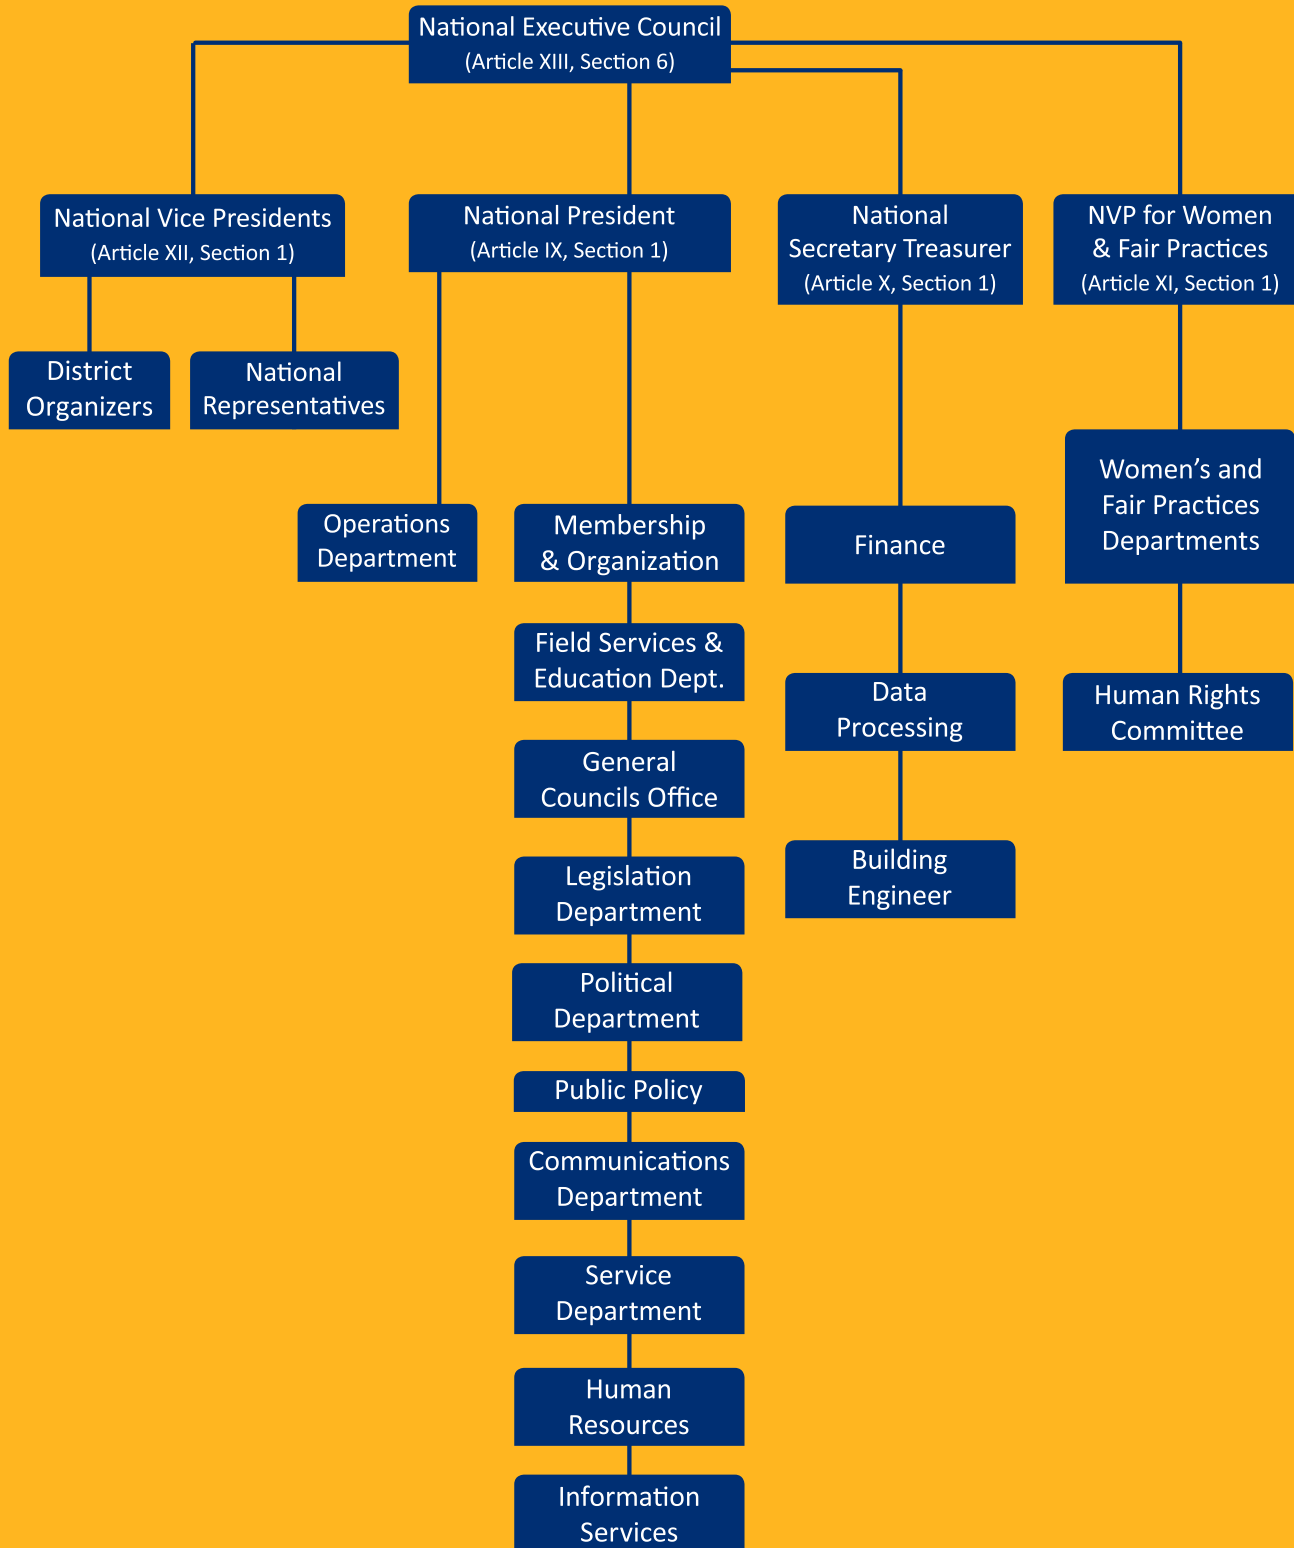 National Executive Council
(Article XIII, Section 6)
National Vice Presidents
(Article XII, Section 1)
National President
(Article IX, Section 1)
National
Secretary Treasurer
(Article X, Section 1)
NVP for Women
& Fair Practices
(Article XI, Section 1)
District
Organizers
National
Representatives
Operations
Department
Membership
& Organization
Finance
Women’s and
Fair Practices
Departments
Field Services &
Education Dept.
Data
Processing
Human Rights
Committee
General
Councils Office
Building
Engineer
Legislation
Department
Political
Department
Public Policy
Communications
Department
Service
Department
Human
Resources
Information
Services